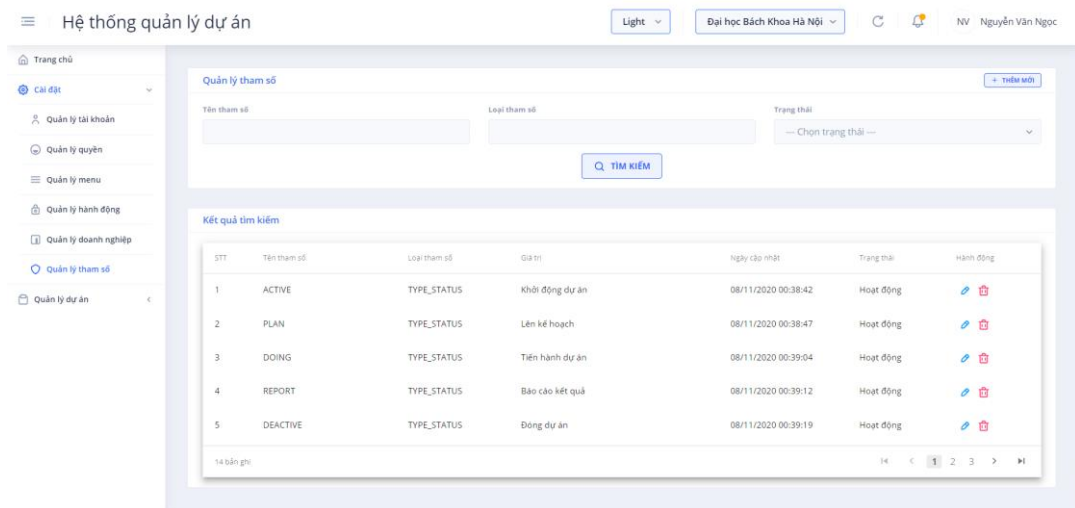 Hệ thống quản lý dự án
Light
Đại học Bách Khoa Hà Nội
NV Nguyễn Văn Ngọc
Trang chủ
Cài đặt
Quản lý tài khoản
Quản lý quyền
Quản lý menu
Quản lý hành động
Quản lý doanh nghiệp
Quản lý tham số
Quản lý dự án
Quản lý tham số
+ THÊM MỚI
Tên tham số Loại tham số Trạng thái
--- Chọn trạng thái ---
TÌM KIẾM
Kết quả tìm kiếm
STT Tên tham số Loại tham số Giá trị Ngày cập nhật Trạng thái Hành động
1 ACTIVE TYPE_STATUS Khởi động dự án 08/11/2020 00:38:42 Hoạt động
2 PLAN TYPE_STATUS Lên kế hoạch 08/11/2020 00:38:47 Hoạt động
3 DOING TYPE_STATUS Tiến hành dự án 08/11/2020 00:39:04 Hoạt động
4 REPORT TYPE_STATUS Báo cáo kết quả 08/11/2020 00:39:12 Hoạt động
5 DEACTIVE TYPE_STATUS Đóng dự án 08/11/2020 00:39:19 Hoạt động
14 bản ghi 1 2 3